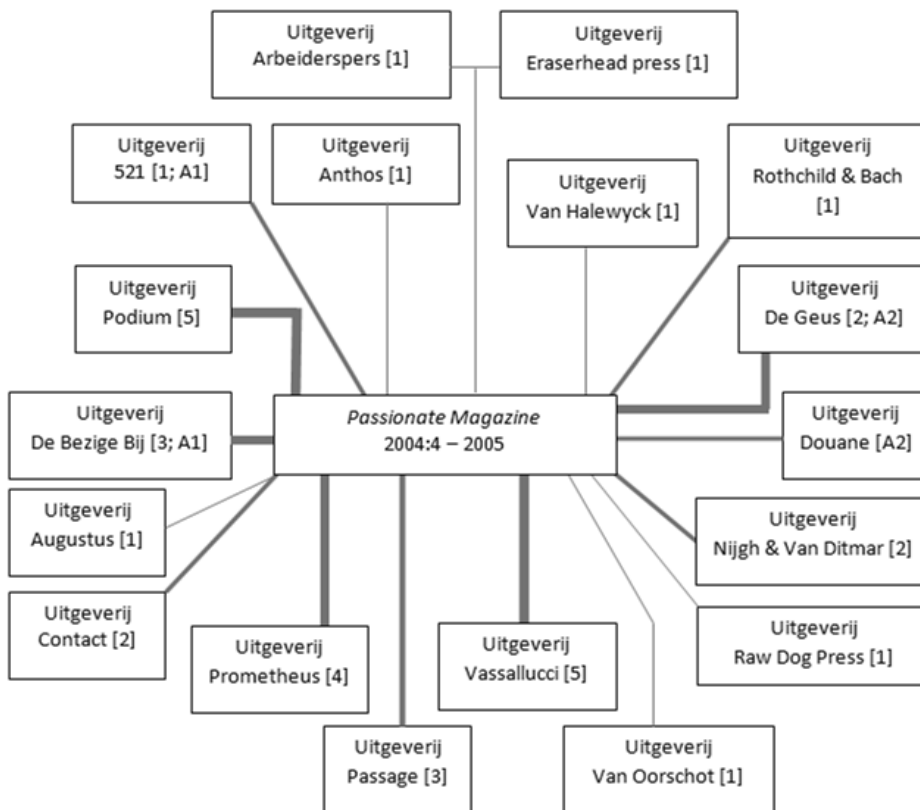 Uitgeverij
Arbeiderspers [1]
Uitgeverij
Eraserhead press [1]
Uitgeverij
521 [1; A1]
Uitgeverij
Anthos [1]
Uitgeverij
Van Halewyck [1]
Uitgeverij
Rothchild & Bach
[1]
Uitgeverij
Podium [5]
Uitgeverij
De Geus [2; A2]
Uitgeverij
De Bezige Bij [3; A1]
Passionate Magazine
2004:4 – 2005
Uitgeverij
Douane [A2]
Uitgeverij
Augustus [1]
Uitgeverij
Nijgh & Van Ditmar [2]
Uitgeverij
Contact [2]
Uitgeverij
Prometheus [4]
Uitgeverij
Vassallucci [5]
Uitgeverij
Raw Dog Press [1]
Uitgeverij
Passage [3]
Uitgeverij
Van Oorschot [1]